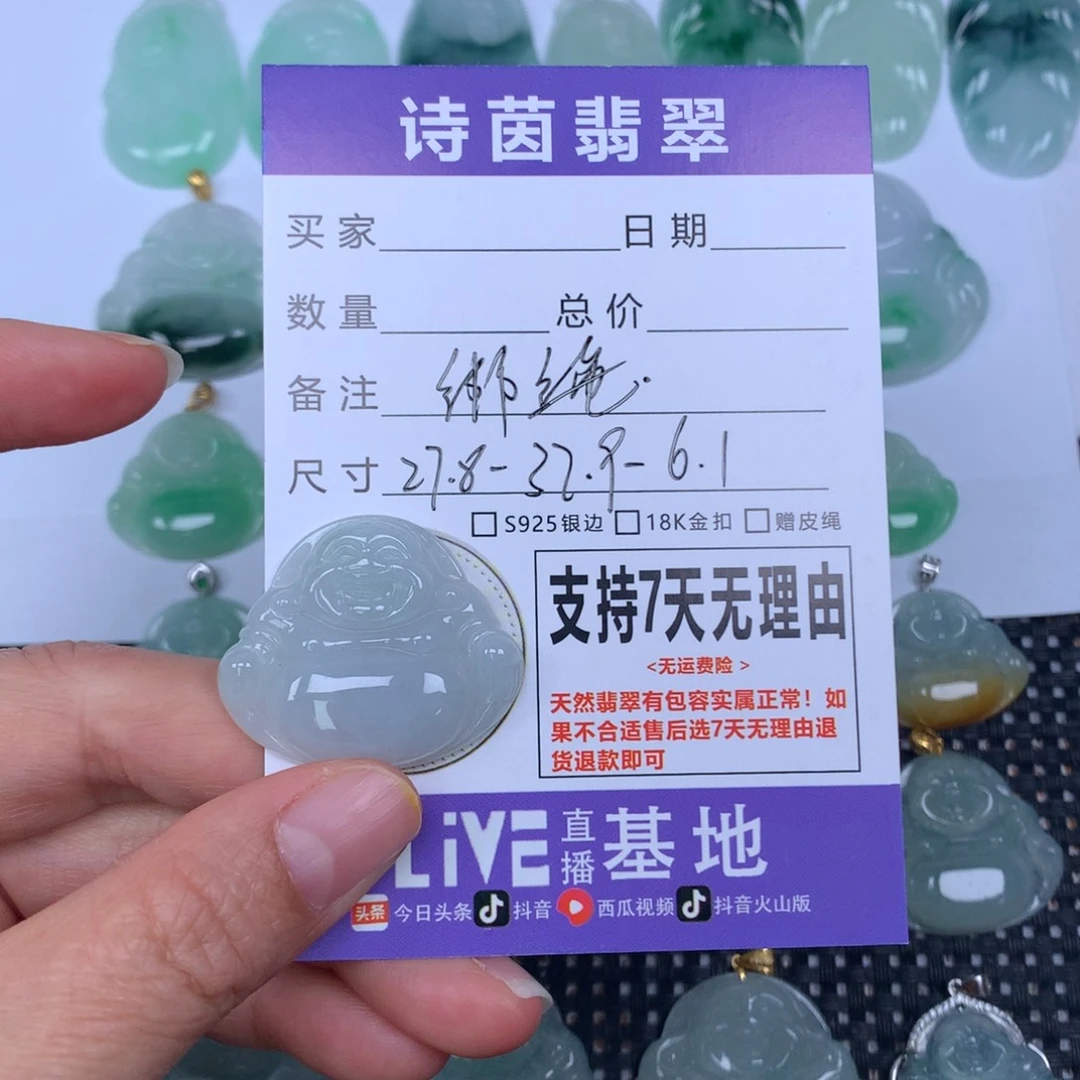 诗茵翡翠
买家 日期
数量 总价
备注 绑绳.
尺寸 27.8-37.9-6.1
S925银边 18K金扣 赠皮绳
支持7天无理由
<无运费险 >
天然翡翠有包容实属正常!如
果不合适售后选7天无理由退
货退款即可
LiVE 直播 基地
头条 今日头条 抖音 西瓜视频 抖音火山版